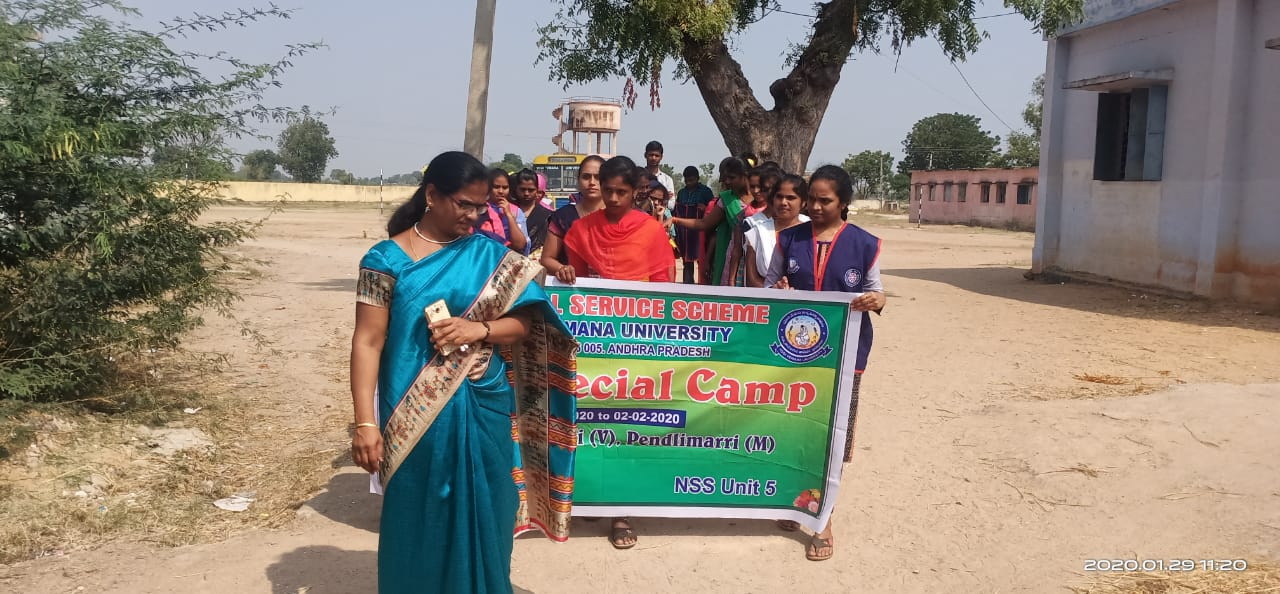 L SERVICE SCHEME
MANA UNIVERSITY
005. ANDHRA PRADESH
ecial Camp
2020 to 02-02-2020
i (V), Pendlimarri (M)
NSS Unit 5
2020.01.29 11:20